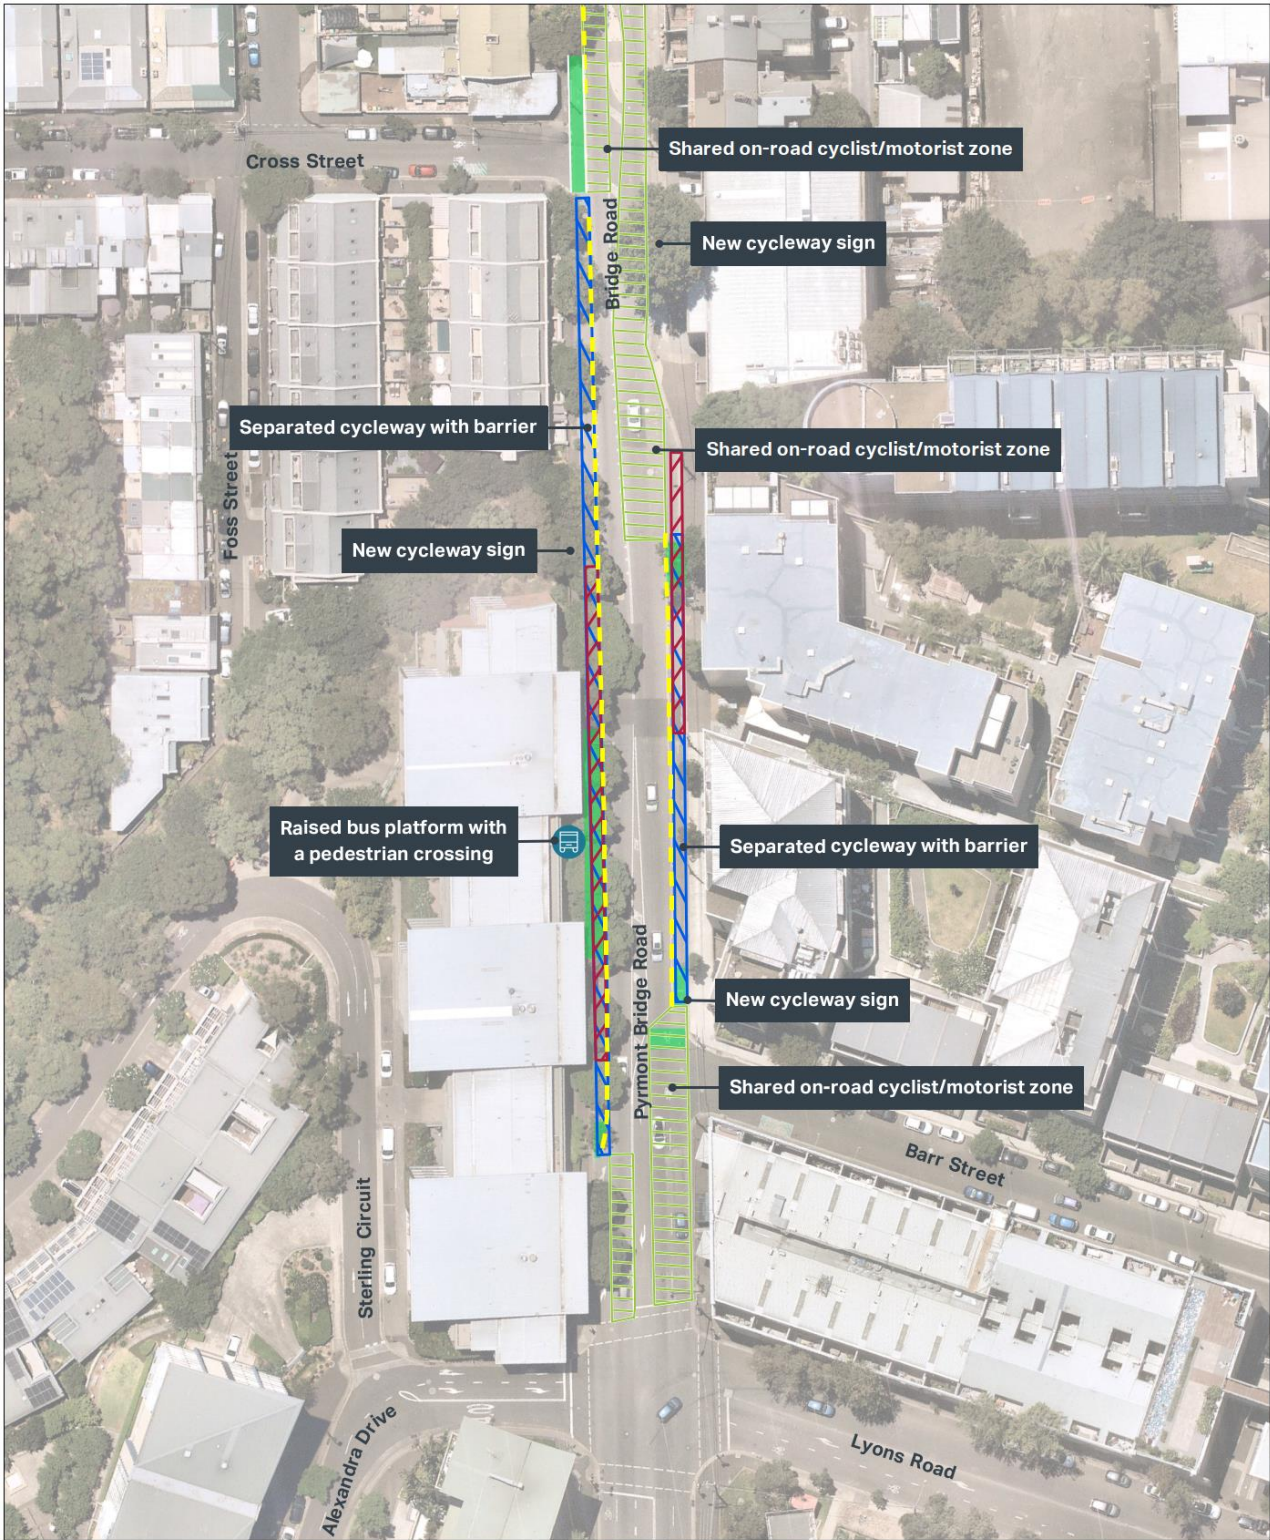 Cross Street
Shared on-road cyclist/motorist zone
Bridge Road
New cycleway sign
Separated cycleway with barrier
Shared on-road cyclist/motorist zone
Foss Street
New cycleway sign
Raised bus platform with
a pedestrian crossing
Separated cycleway with barrier
Pyrmont Bridge Road
New cycleway sign
Shared on-road cyclist/motorist zone
Barr Street
Sterling Circuit
Alexandra Drive
Lyons Road